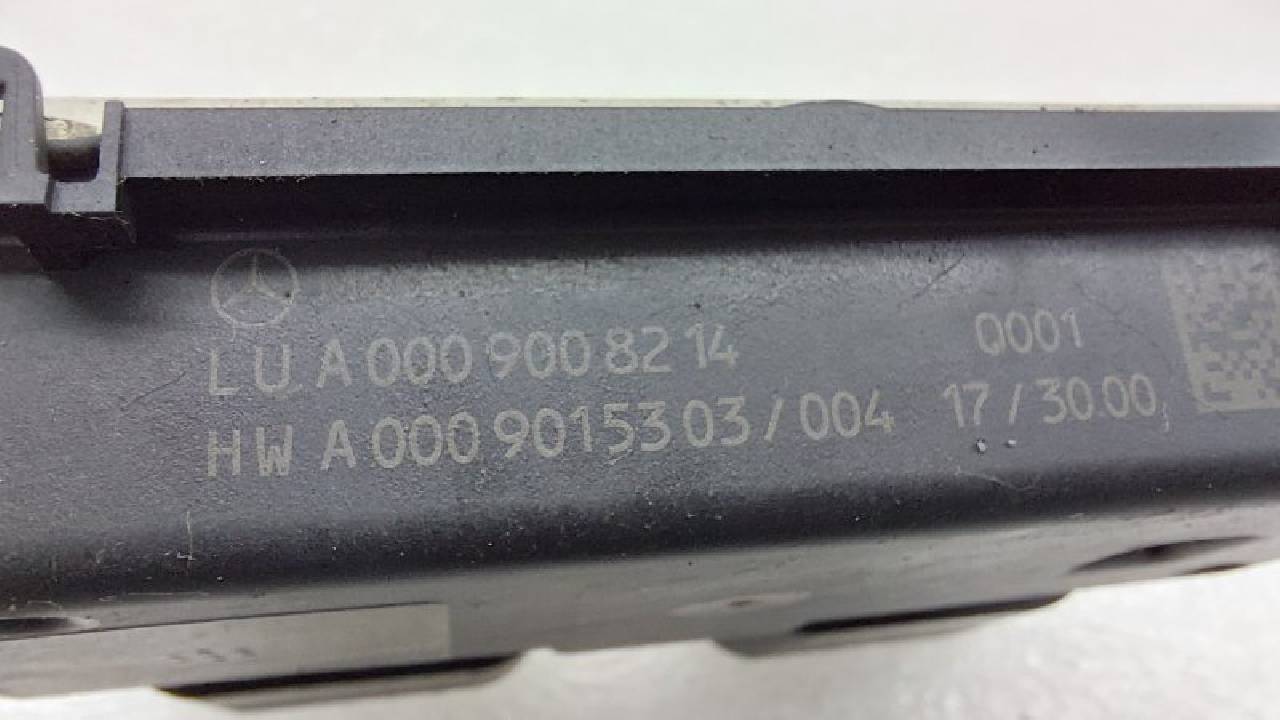 LU A 000 900 82 14 Q001
HW A 000 901 53 03 / 004 17 / 30.00